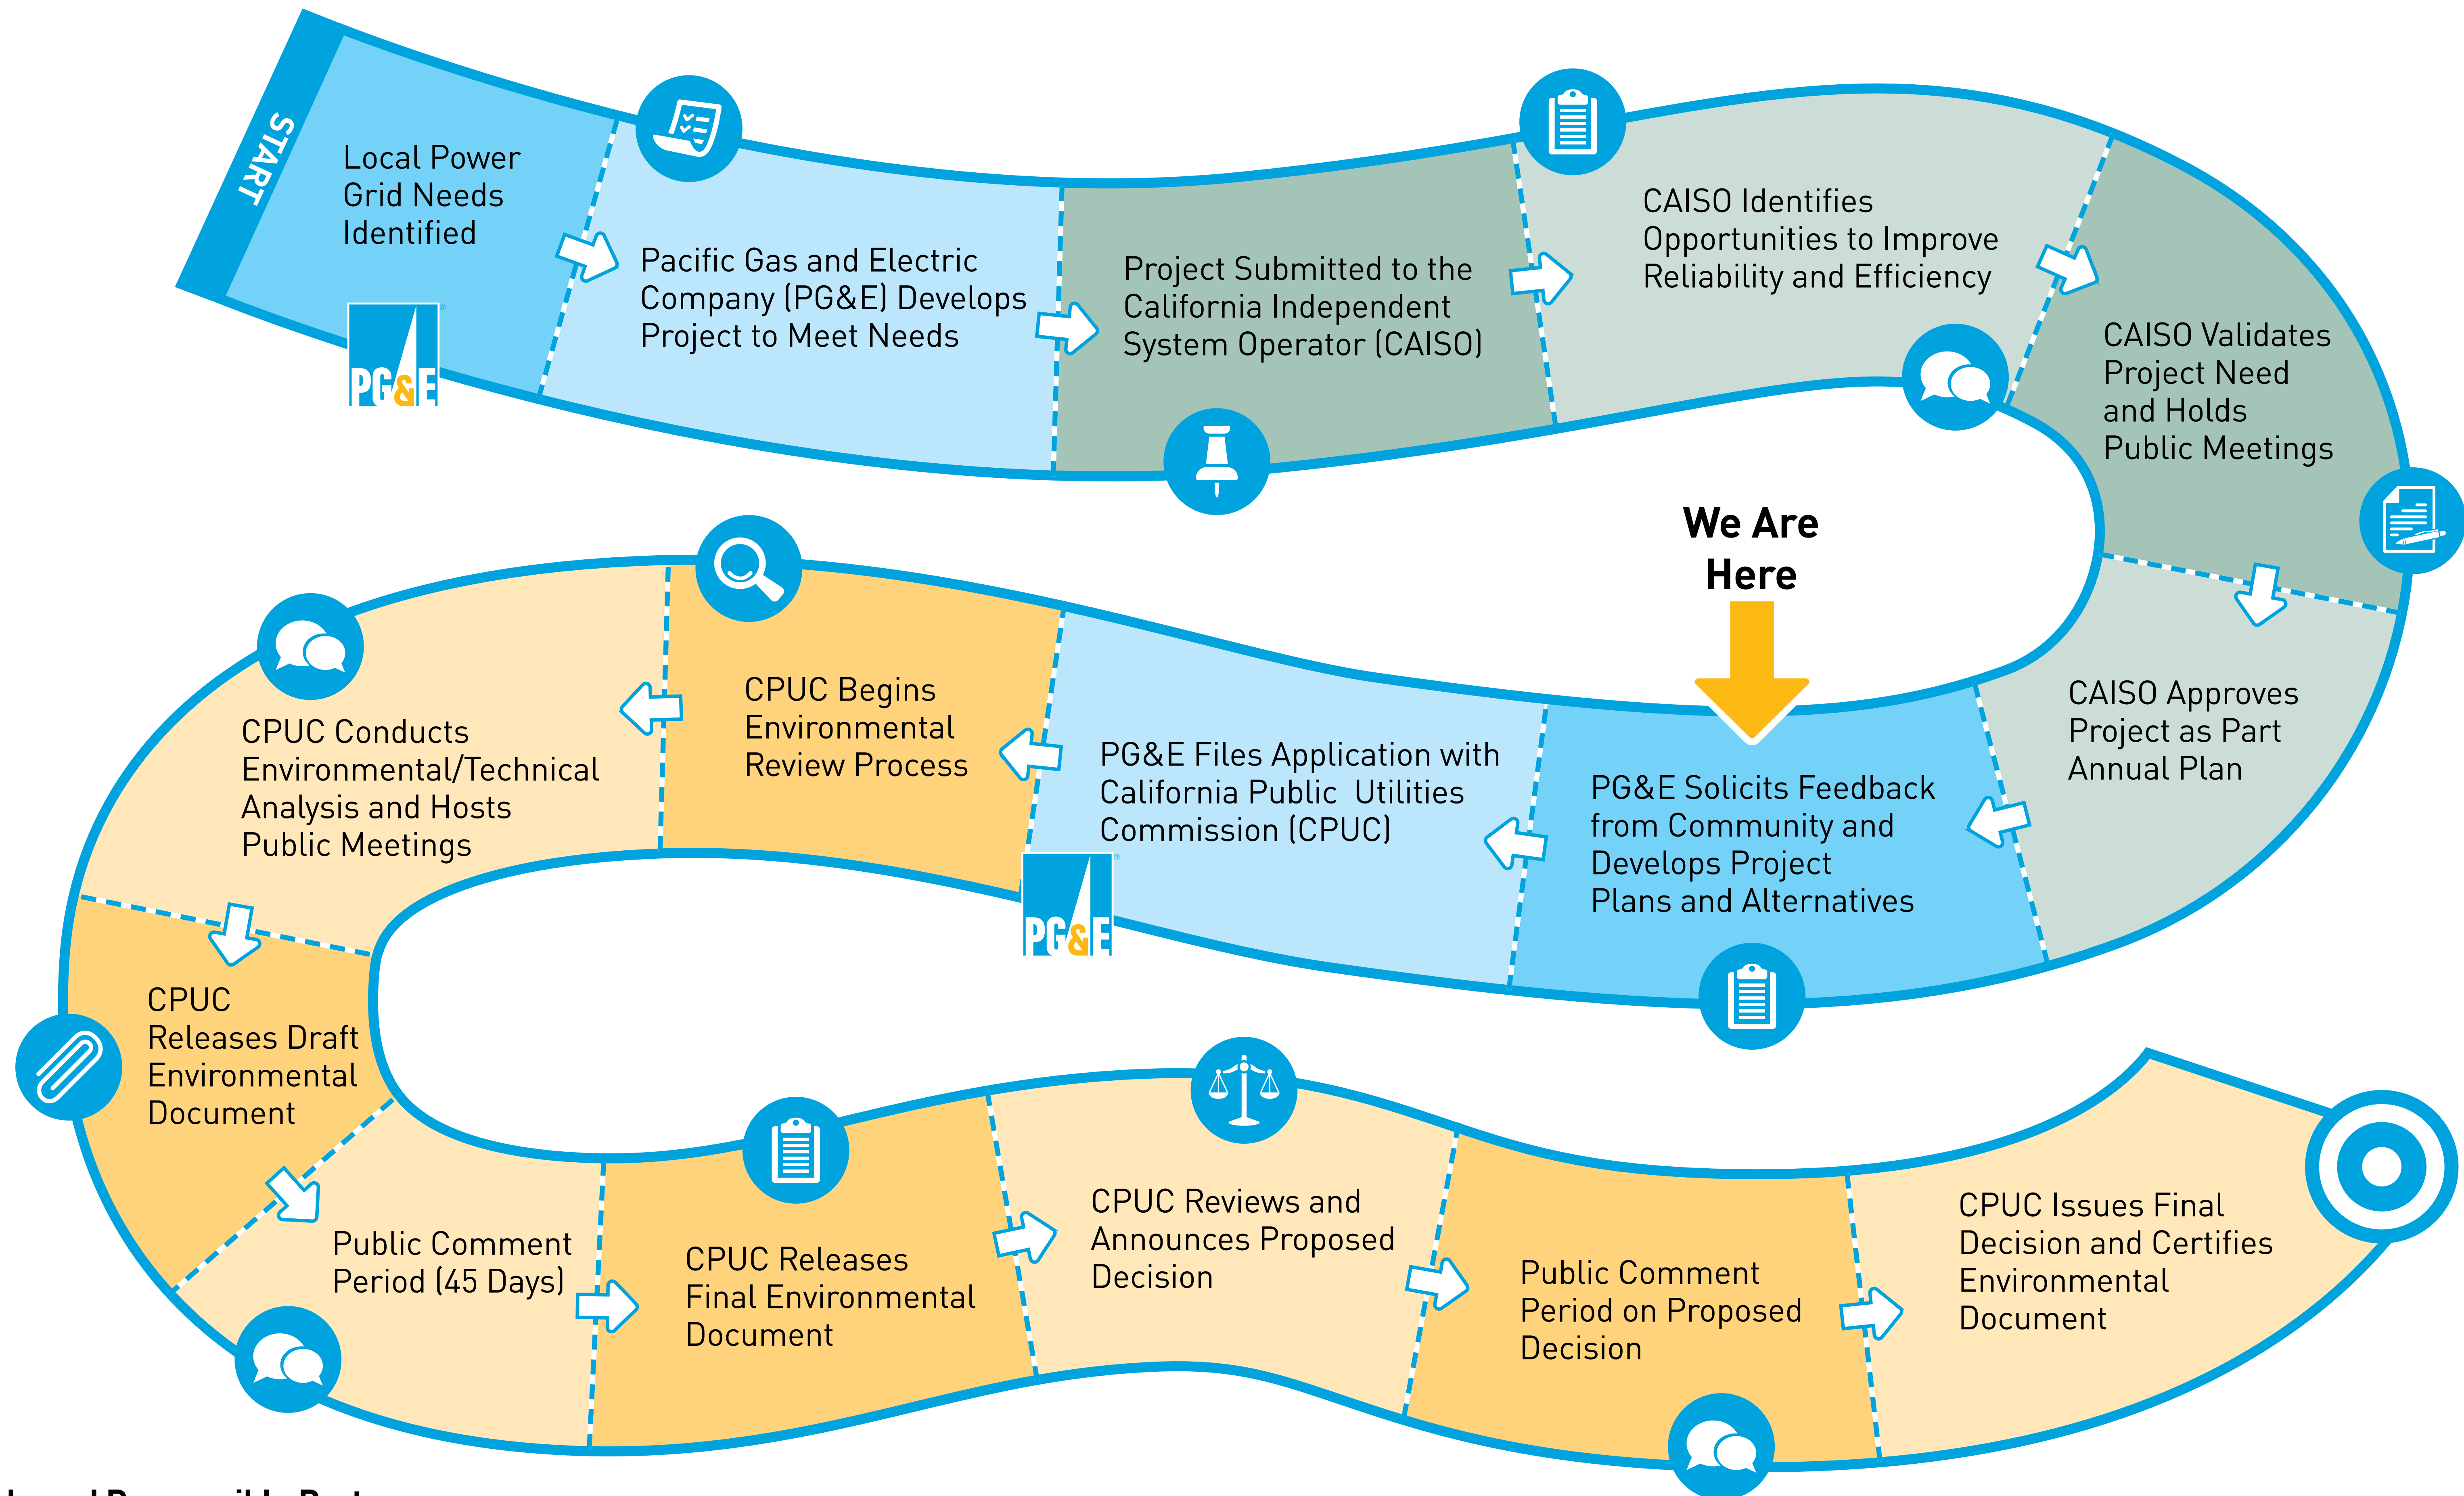 START
Local Power
Grid Needs
Identified
PG&E
Pacific Gas and Electric
Company (PG&E) Develops
Project to Meet Needs
Project Submitted to the
California Independent
System Operator (CAISO)
CAISO Identifies
Opportunities to Improve
Reliability and Efficiency
CAISO Validates
Project Need
and Holds
Public Meetings
CAISO Approves
Project as Part
Annual Plan
We Are
Here
PG&E Solicits Feedback
from Community and
Develops Project
Plans and Alternatives
PG&E Files Application with
California Public Utilities
Commission (CPUC)
PG&E
CPUC Begins
Environmental
Review Process
CPUC Conducts
Environmental/Technical
Analysis and Hosts
Public Meetings
CPUC
Releases Draft
Environmental
Document
Public Comment
Period (45 Days)
CPUC Releases
Final Environmental
Document
CPUC Reviews and
Announces Proposed
Decision
Public Comment
Period on Proposed
Decision
CPUC Issues Final
Decision and Certifies
Environmental
Document